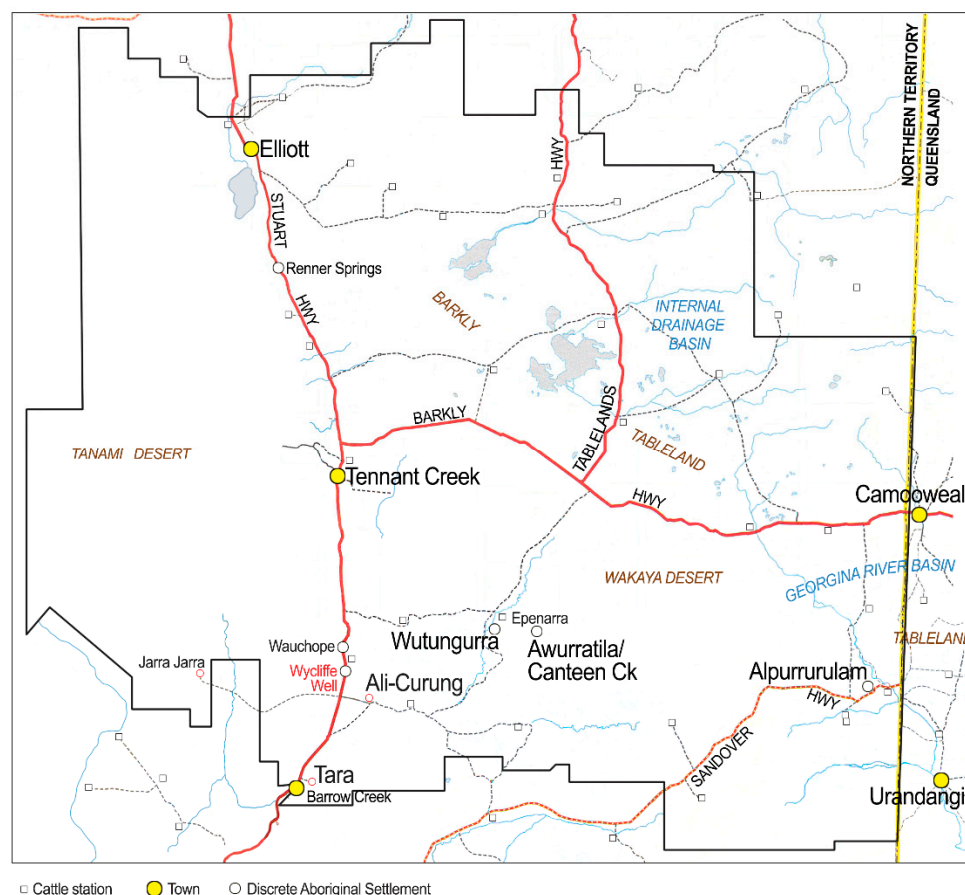 NORTHERN TERRITORY
QUEENSLAND
HWY
Elliott
STUART
Renner Springs
HWY
BARKLY
INTERNAL
DRAINAGE
BASIN
TABLELANDS
BARKLY
TABLELAND
TANAMI DESERT
Tennant Creek
HWY
Camooweal
WAKAYA DESERT
GEORGINA RIVER BASIN
Epenarra
Wutungurra
Awurratila/
Canteen Ck
TABLELAND
Wauchope
Jarra Jarra
Wycliffe
Well
Ali-Curung
Alpurrurulam
HWY
SANDOVER
Tara
Barrow Creek
Urandangi
Cattle station
Town
Discrete Aboriginal Settlement